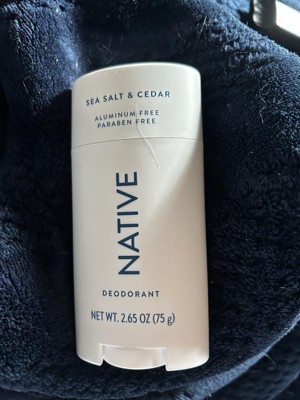 SEA SALT & CEDAR
ALUMINUM FREE
PARABEN FREE
NATIVE
DEODORANT
NET WT. 2.65 OZ (75 g)